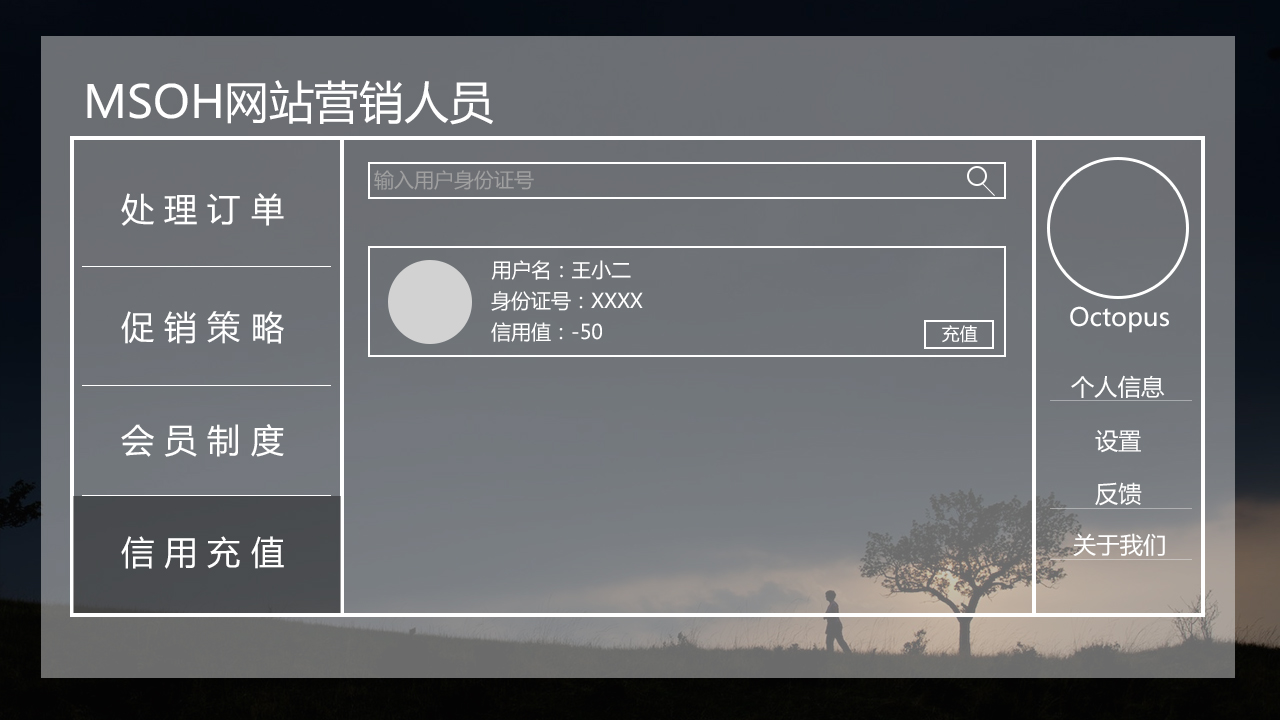 MSOH网站营销人员
处理订单
促销策略
会员制度
信用充值
输入用户身份证号
用户名：王小二
身份证号：XXXX
信用值：-50
充值
Octopus
个人信息
设置
反馈
关于我们